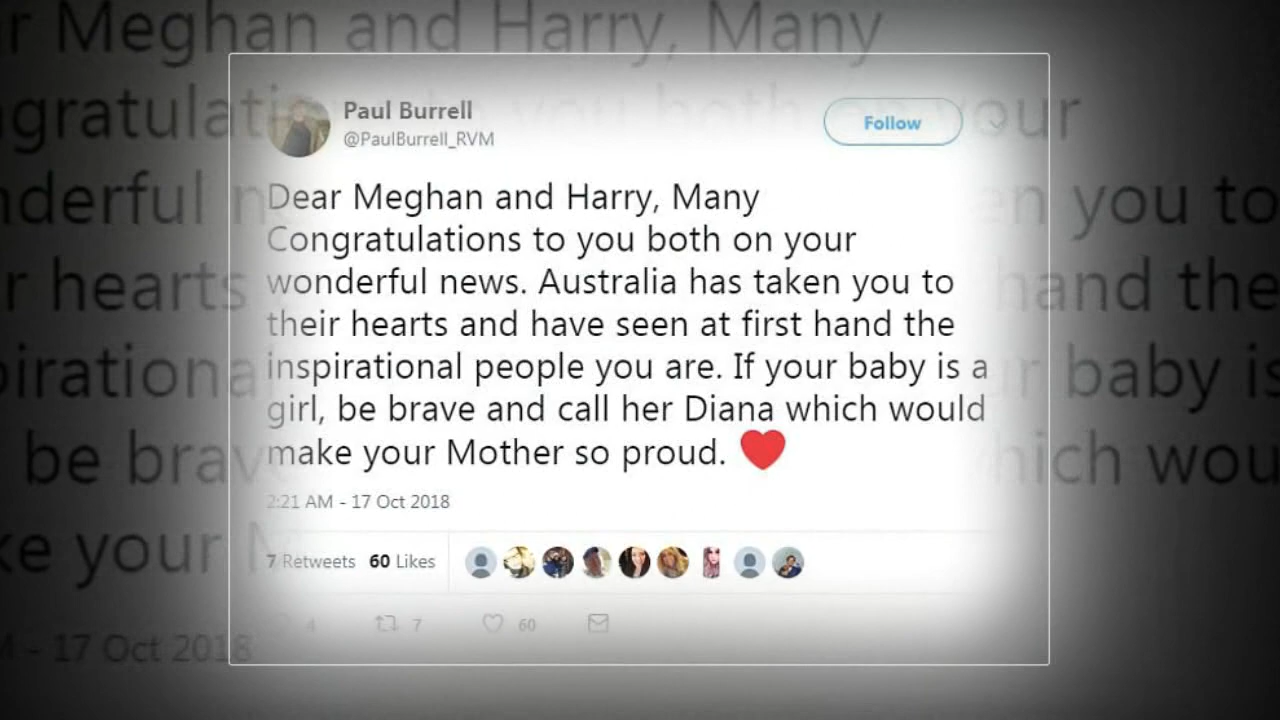 Paul Burrell
@PaulBurrell_RVM
Follow
Dear Meghan and Harry, Many
Congratulations to you both on your
wonderful news. Australia has taken you to
their hearts and have seen at first hand the
inspirational people you are. If your baby is a
girl, be brave and call her Diana which would
make your Mother so proud. ❤
2:21 AM - 17 Oct 2018
7 Retweets 60 Likes
4 7 60